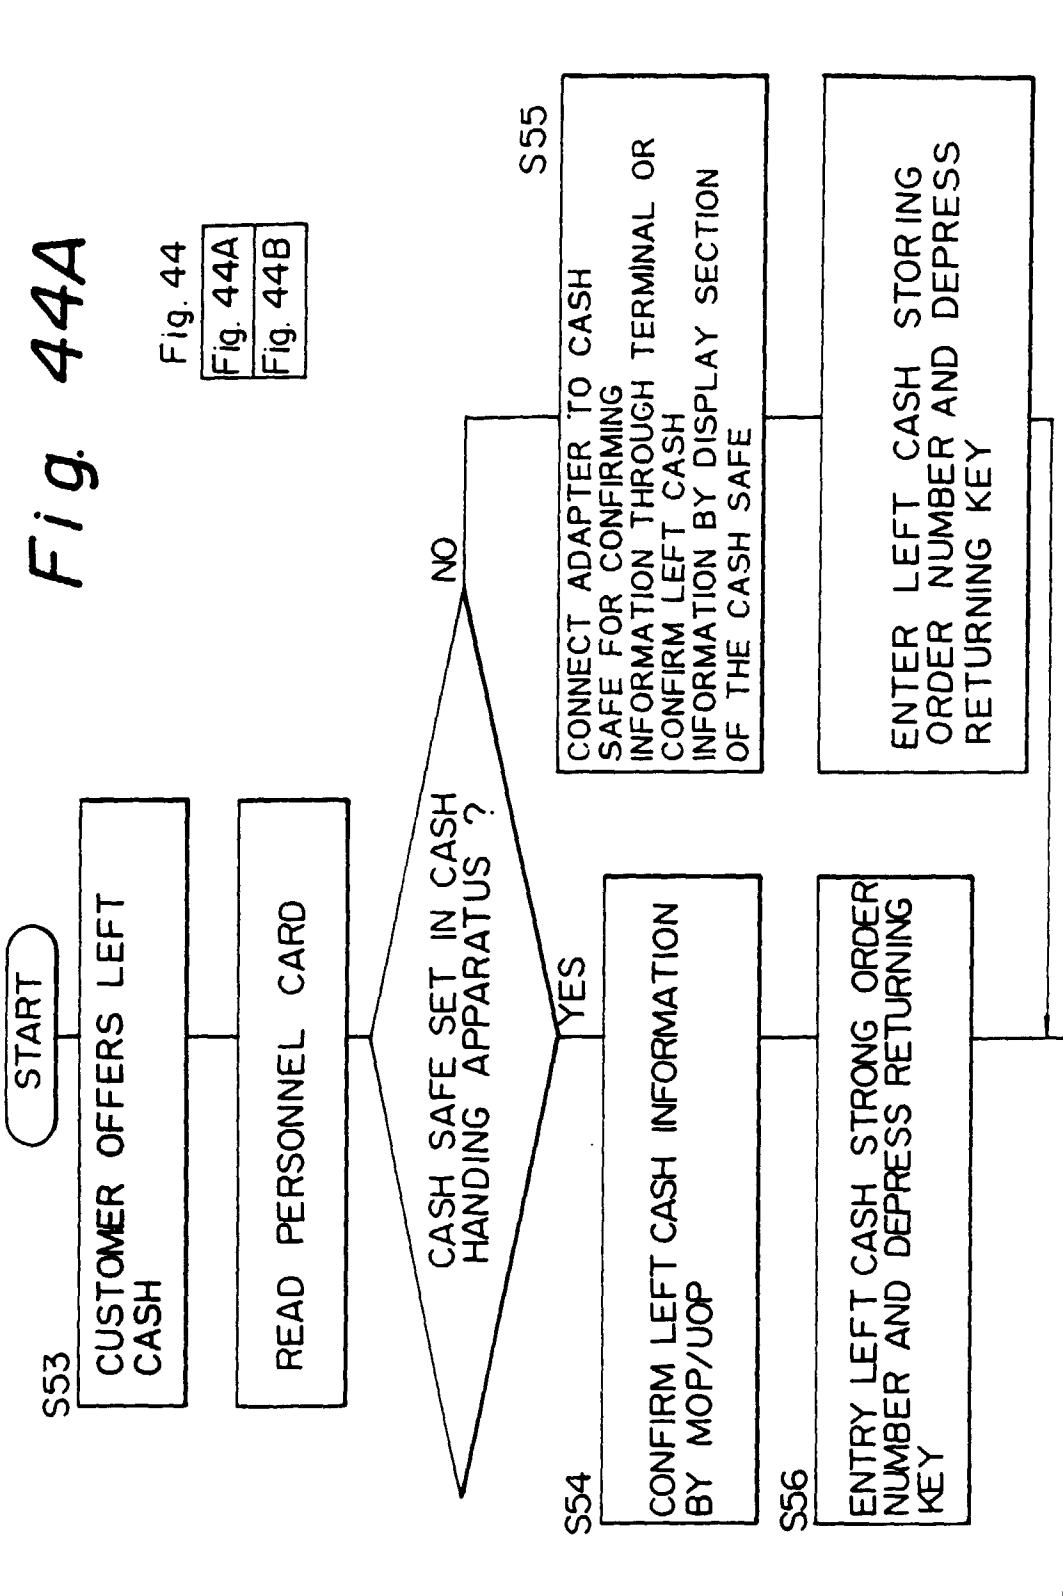 Fig. 44A
Fig. 44
Fig. 44A
Fig. 44B
START
S53
CUSTOMER OFFERS LEFT
CASH
READ PERSONNEL CARD
CASH SAFE SET IN CASH
HANDING APPARATUS ?
NO
YES
S54
CONFIRM LEFT CASH INFORMATION
BY MOP/UOP
S56
ENTRY LEFT CASH STRONG ORDER
NUMBER AND DEPRESS RETURNING
KEY
S55
CONNECT ADAPTER TO CASH
SAFE FOR CONFIRMING
INFORMATION THROUGH TERMINAL OR
CONFIRM LEFT CASH
INFORMATION BY DISPLAY SECTION
OF THE CASH SAFE
ENTER LEFT CASH STORING
ORDER NUMBER AND DEPRESS
RETURNING KEY